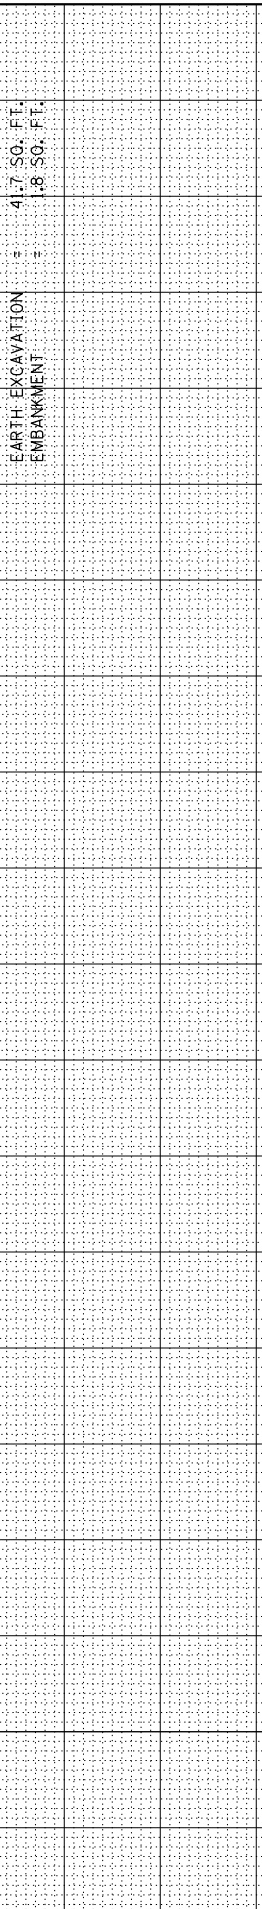 EARTH EXCAVATION = 41.7 SQ. FT.
EMBANKMENT = 1.8 SQ. FT.